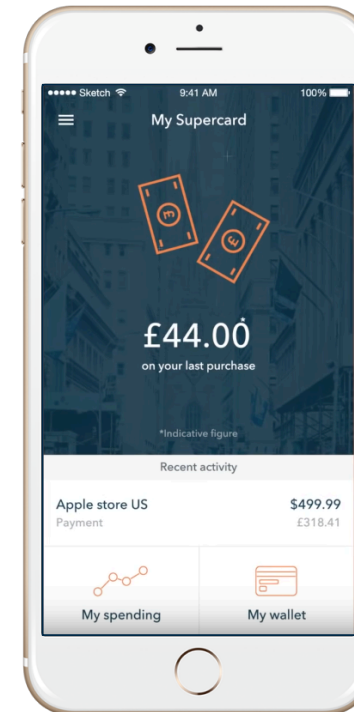 Sketch 9:41 AM 100%
My Supercard
£ £
£44.00
on your last purchase
*Indicative figure
Recent activity
Apple store US $499.99
Payment £318.41
My spending My wallet